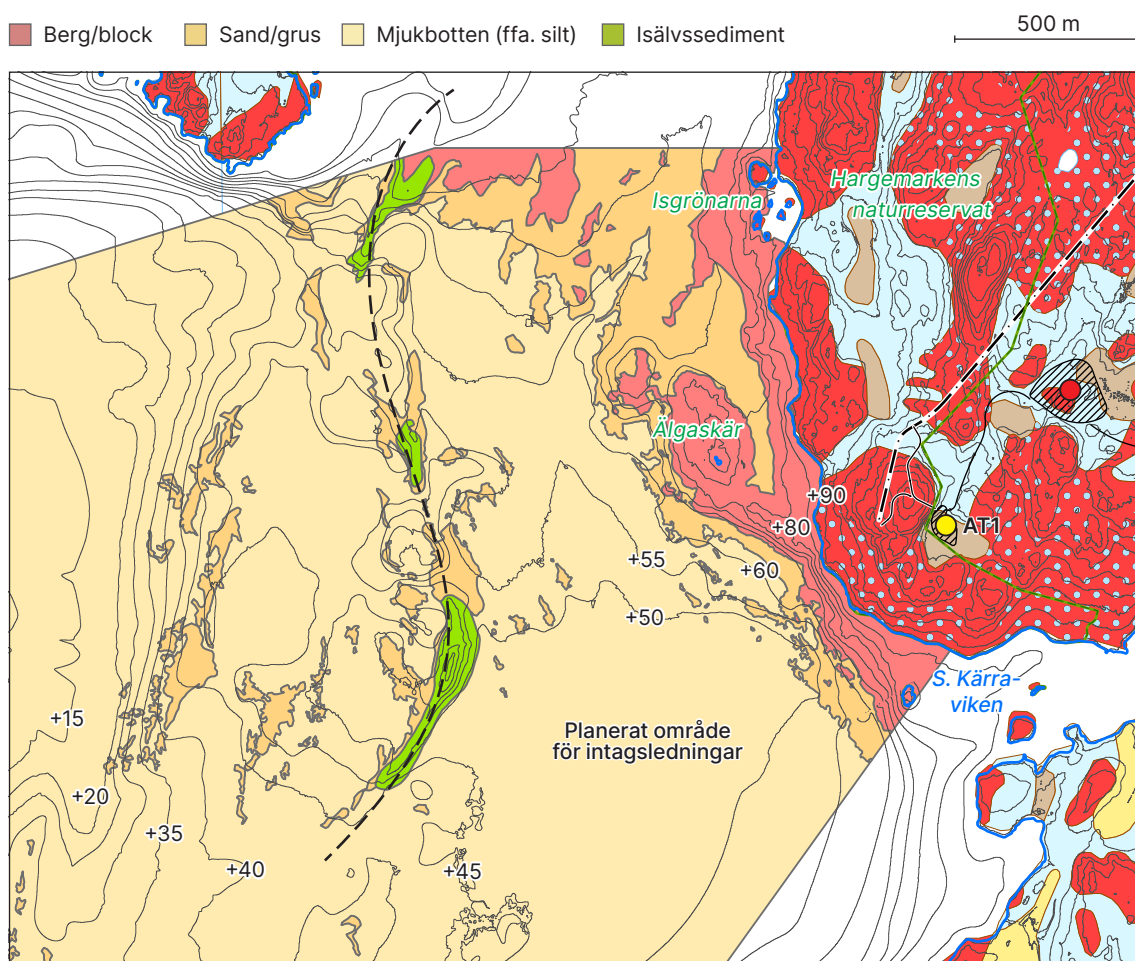 Berg/block
Sand/grus
Mjukbotten (ffa. silt)
Isälvssediment
500 m
Hargemarkens
naturreservat
Isgrönarna
Älgaskär
+90
+80
AT1
+55
+60
+50
S. Kärra-
viken
+15
Planerat område
för intagsledningar
+20
+35
+40
+45